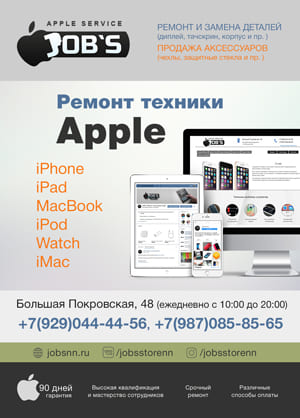 APPLE SERVICE
JOB'S
РЕМОНТ И ЗАМЕНА ДЕТАЛЕЙ
(диплей, тачскрин, корпус и пр. )
ПРОДАЖА АКСЕССУАРОВ
(чехлы, защитные стекла и пр. )
Ремонт техники
Apple
iPhone
iPad
MacBook
iPod
Watch
iMac
JOB'S
Большая Покровская, 48 (ежедневно с 10:00 до 20:00)
+7(929)044-44-56, +7(987)085-85-65
jobsnn.ru
/jobsstorenn
/jobsstorenn
90 дней
гарантия
Высокая квалификация
и мастерство сотрудников
Срочный
ремонт
Различные
способы оплаты